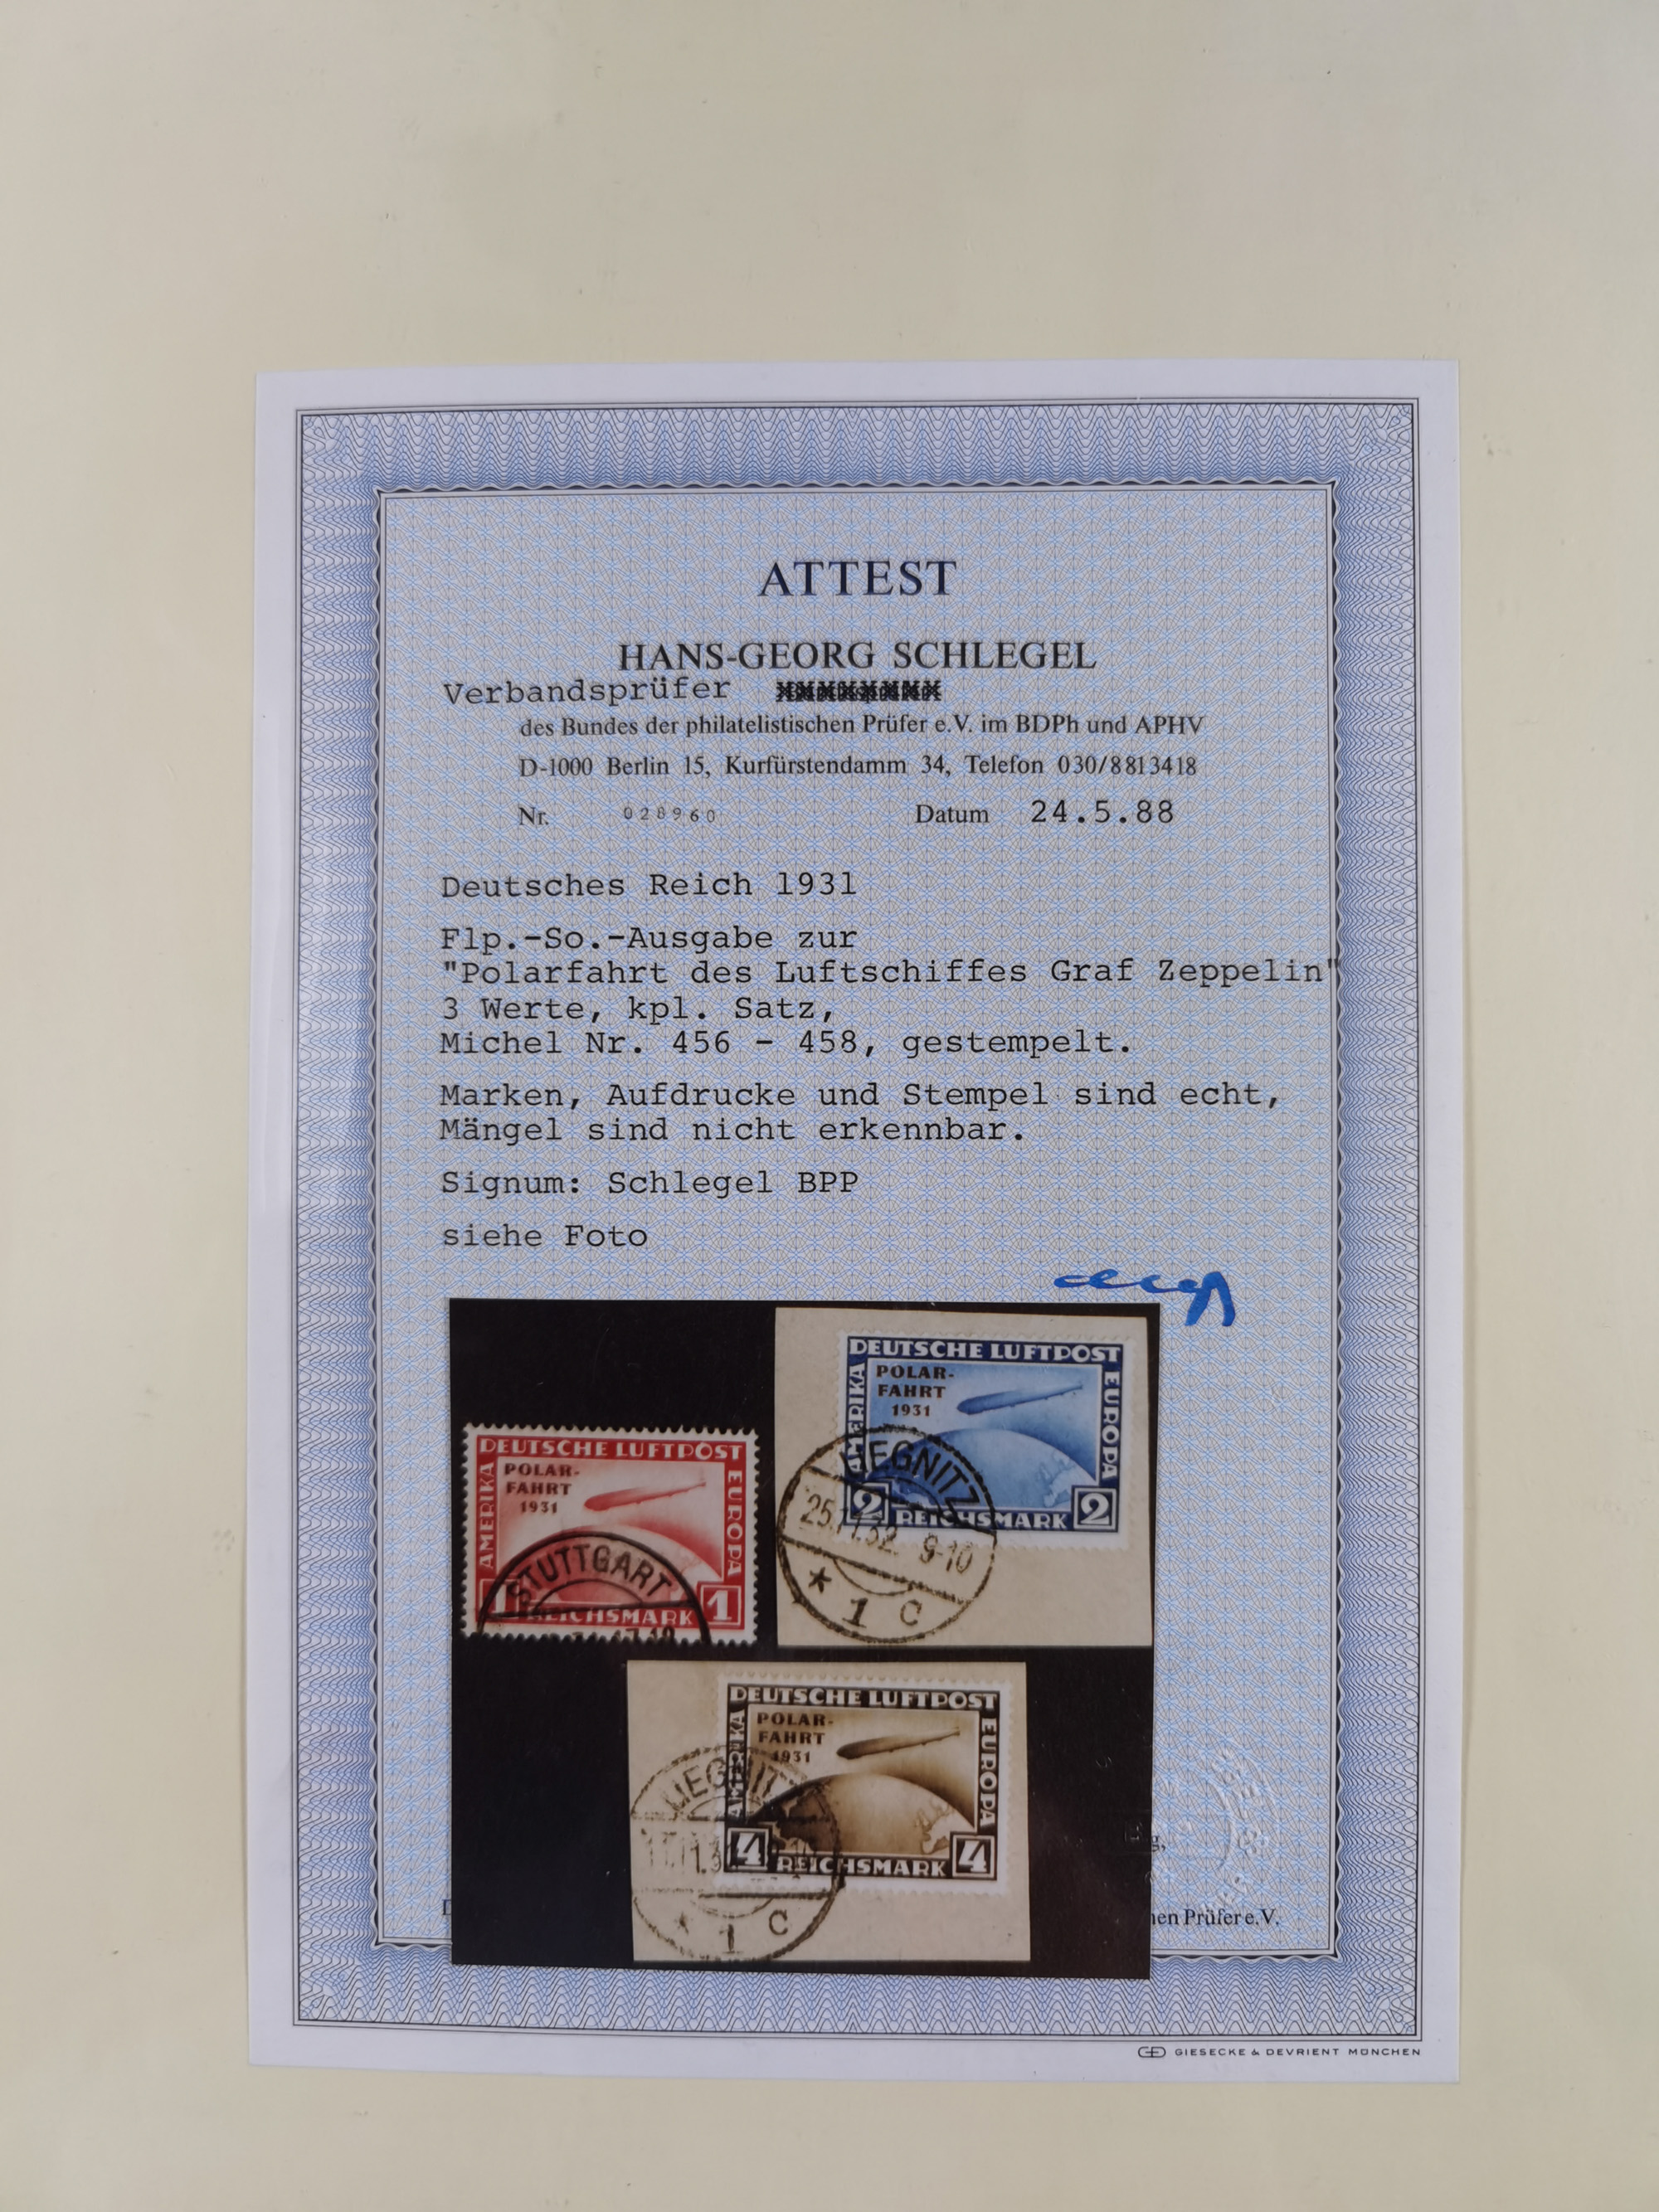 ATTEST
HANS-GEORG SCHLEGEL
Verbandsprüfer
des Bundes der philatelistischen Prüfer e.V. im BDPh und APHV
D-1000 Berlin 15, Kurfürstendamm 34, Telefon 030/8813418
Nr. 028960 Datum 24.5.88
Deutsches Reich 1931
Flp.-So.-Ausgabe zur
"Polarfahrt des Luftschiffes Graf Zeppelin"
3 Werte, kpl. Satz,
Michel Nr. 456 - 458, gestempelt.
Marken, Aufdrucke und Stempel sind echt,
Mängel sind nicht erkennbar.
Signum: Schlegel BPP
siehe Foto
DEUTSCHE LUFTPOST
AMERIKA
EUROPA
POLAR-
FAHRT
1931
LIEGNITZ
9-10
* 1 c
2 REICHSMARK 2
DEUTSCHE LUFTPOST
AMERIKA
EUROPA
POLAR-
FAHRT
1931
STUTTGART
1 REICHSMARK 1
DEUTSCHE LUFTPOST
AMERIKA
EUROPA
POLAR-
FAHRT
1931
LIEGNITZ
* 1 c
4 REICHSMARK 4
Prüfer e.V.
GIESECKE & DEVRIENT MÜNCHEN